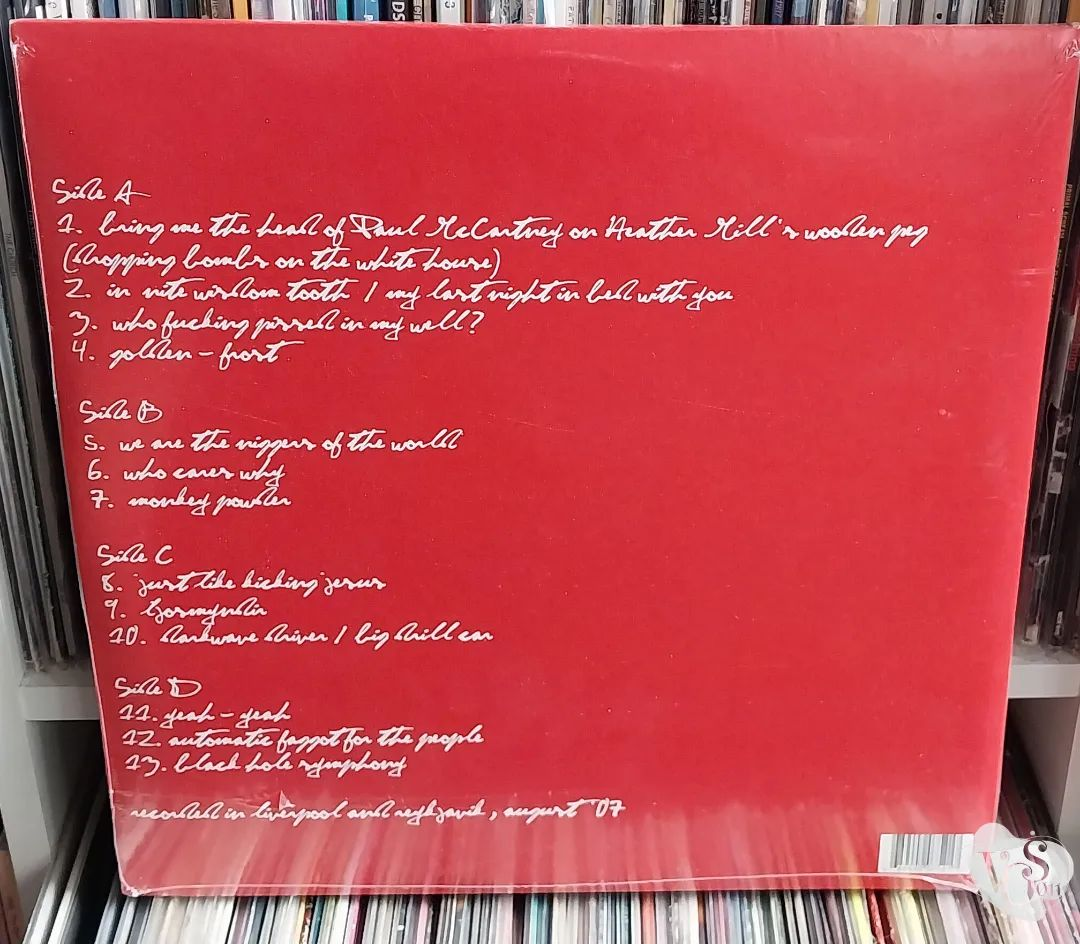 Side A
1. bring me the head of Paul McCartney on Heather Mill's wooden peg
(dropping bombs on the white house)
2. in nite wisdom tooth / my last night in bed with you
3. who fucking pissed in my well?
4. golden - frost
Side B
5. we are the niggers of the world
6. who cares why
7. monkey powder
Side C
8. just like kicking jesus
9. Gosmyndir
10. darkwave driver / big drill car
Side D
11. yeah - yeah
12. automatic faggot for the people
13. black hole symphony
recorded in liverpool and reykjavik, august '07